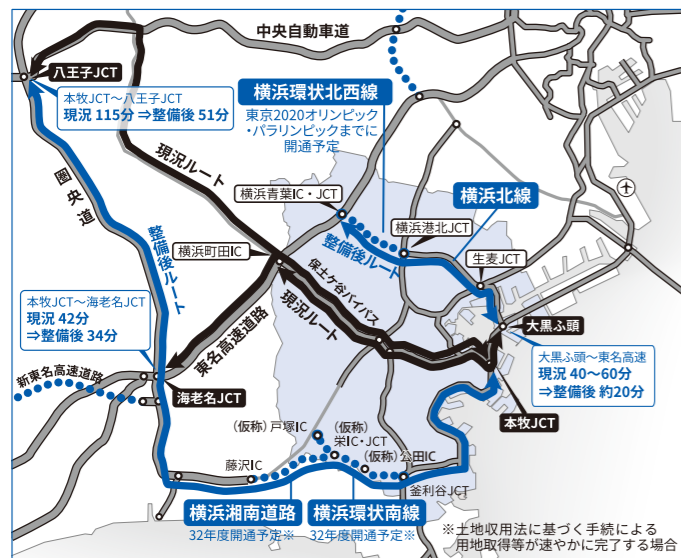 中央自動車道
八王子JCT
本牧JCT～八王子JCT
現況 115分 ⇒整備後 51分
横浜環状北西線
東京2020オリンピック
・パラリンピックまでに
開通予定
圏央道
現況ルート
横浜青葉IC・JCT
横浜港北JCT
横浜北線
整備後ルート
整備後ルート
横浜町田IC
保土ケ谷バイパス
生麦JCT
現況ルート
本牧JCT～海老名JCT
現況 42分
⇒整備後 34分
東名高速道路
大黒ふ頭
大黒ふ頭～東名高速
現況 40～60分
⇒整備後 約20分
新東名高速道路
海老名JCT
本牧JCT
(仮称)戸塚IC
(仮称)
栄IC・JCT
(仮称)公田IC
藤沢IC
釜利谷JCT
横浜湘南道路
32年度開通予定※
横浜環状南線
32年度開通予定※
※土地収用法に基づく手続による
用地取得等が速やかに完了する場合